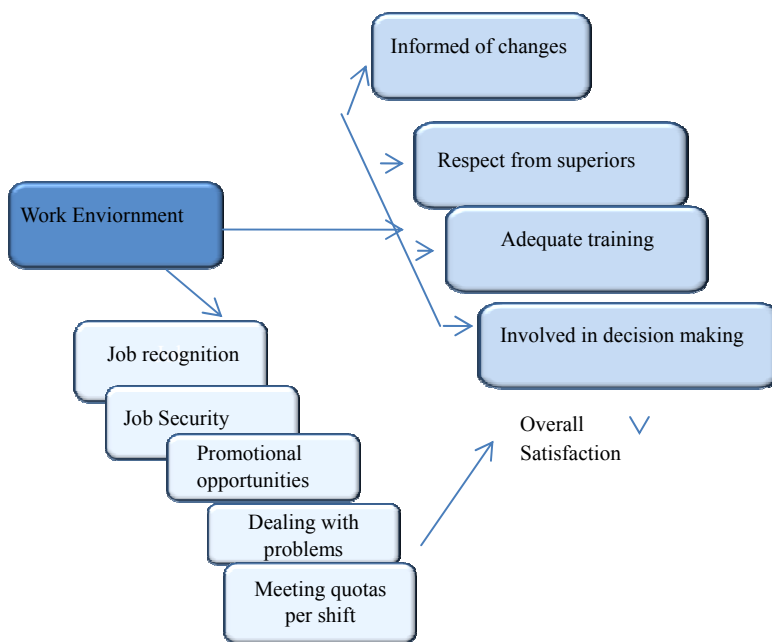 Informed of changes
Respect from superiors
Work Enviornment
Adequate training
Involved in decision making
Job recognition
Job Security
Promotional
opportunities
Dealing with
problems
Meeting quotas
per shift
Overall
Satisfaction